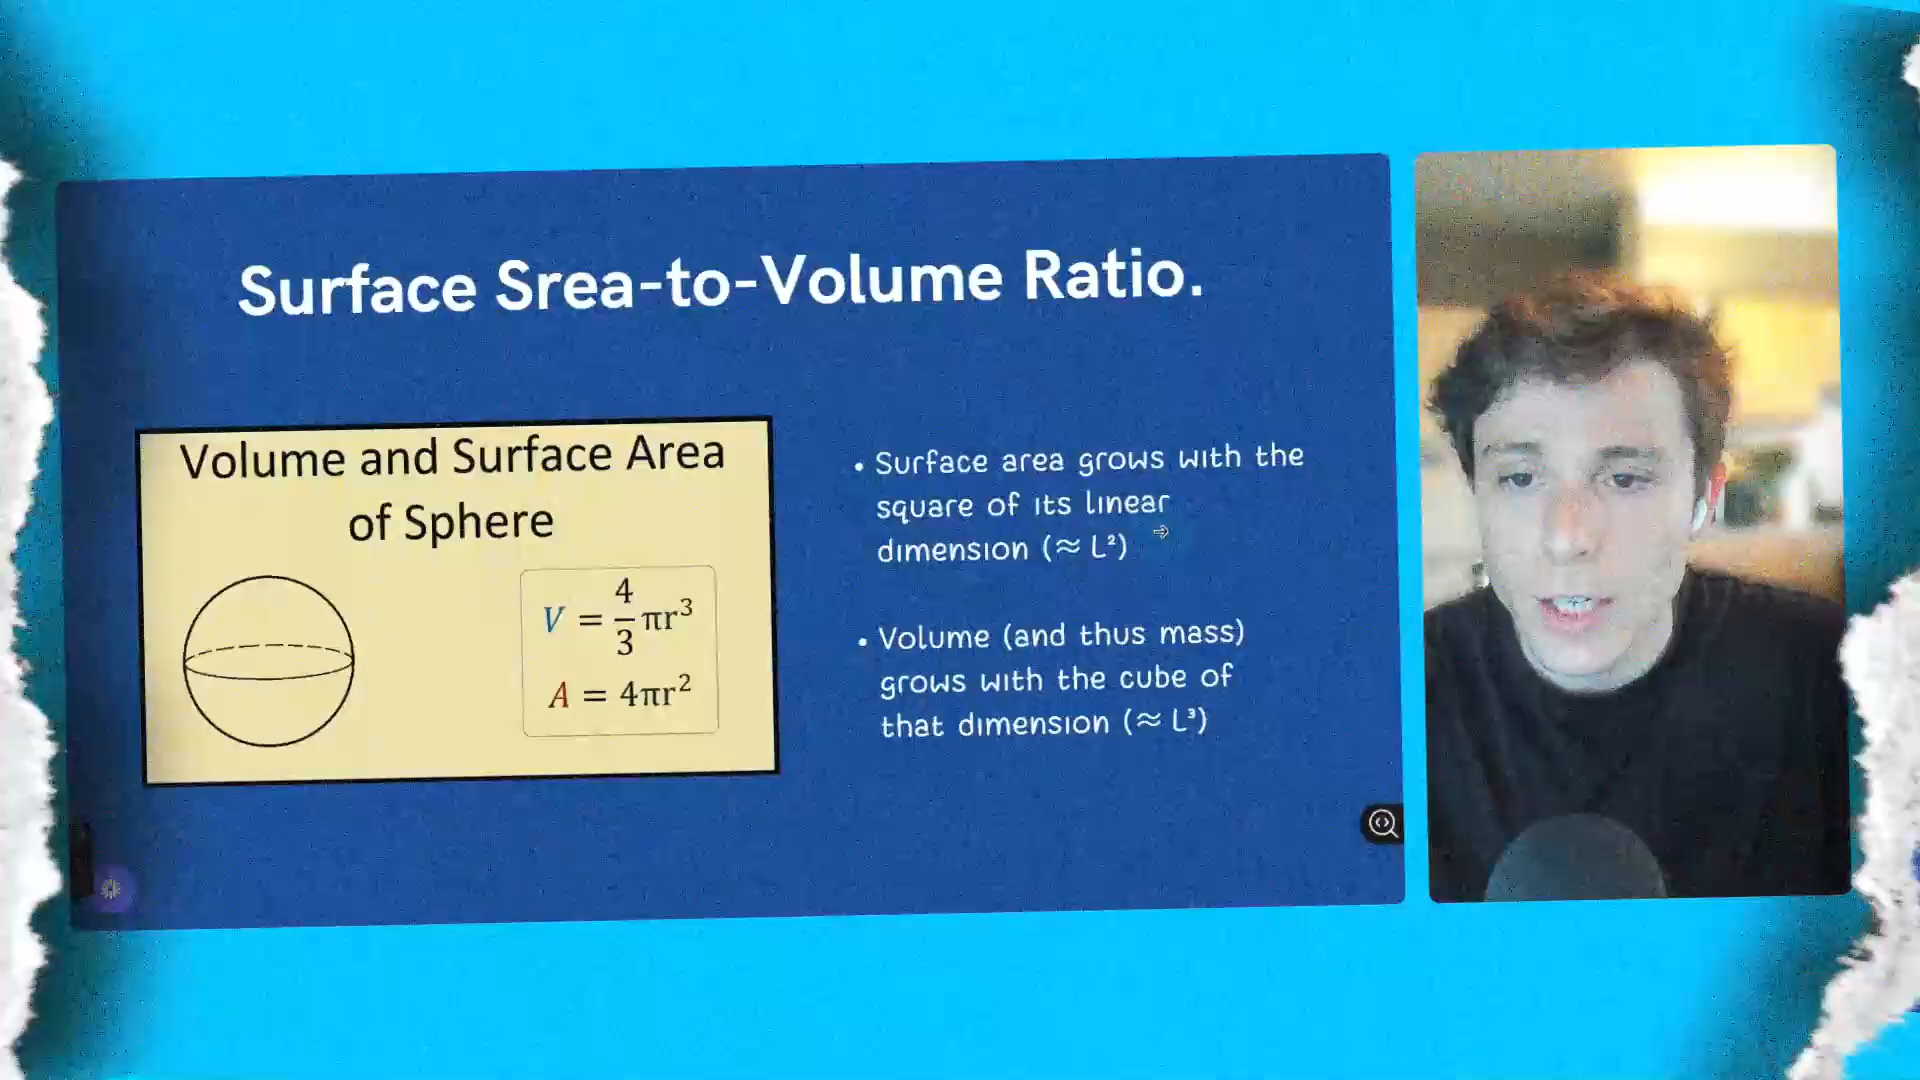 Surface Srea-to-Volume Ratio.
Volume and Surface Area
of Sphere
V = 4/3 πr³
A = 4πr²
• Surface area grows with the
square of its linear
dimension (≈ L²)
• Volume (and thus mass)
grows with the cube of
that dimension (≈ L³)